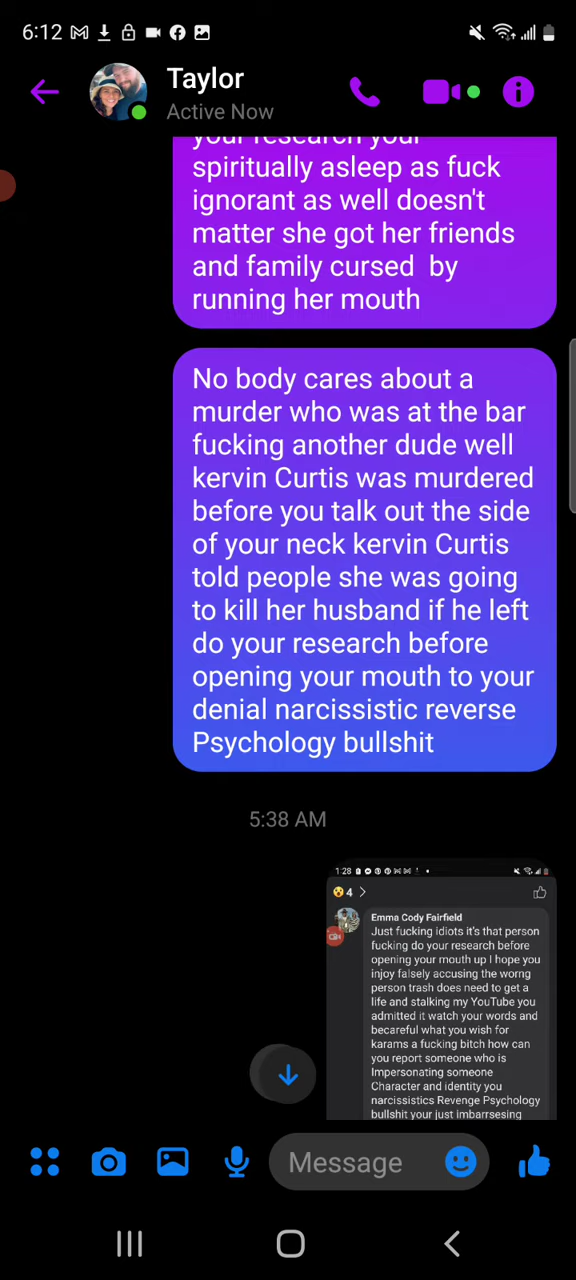 6:12
Taylor
Active Now
your research your
spiritually asleep as fuck
ignorant as well doesn't
matter she got her friends
and family cursed by
running her mouth
No body cares about a
murder who was at the bar
fucking another dude well
kervin Curtis was murdered
before you talk out the side
of your neck kervin Curtis
told people she was going
to kill her husband if he left
do your research before
opening your mouth to your
denial narcissistic reverse
Psychology bullshit
5:38 AM
1:28
4
Emma Cody Fairfield
Just fucking idiots it's that person
fucking do your research before
opening your mouth up I hope you
injoy falsely accusing the worng
person trash does need to get a
life and stalking my YouTube you
admitted it watch your words and
becareful what you wish for
karams a fucking bitch how can
you report someone who is
Impersonating someone
Character and identity you
narcissistics Revenge Psychology
bullshit your just imbarrsesing
Message